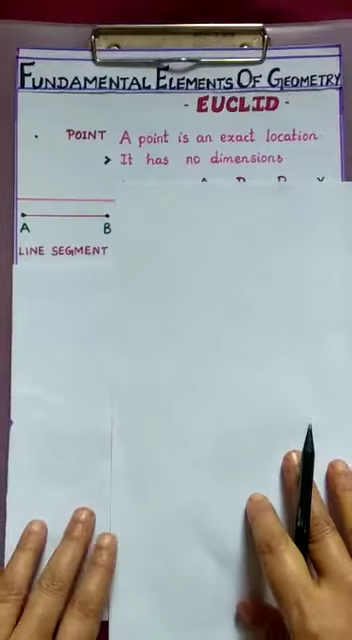 FUNDAMENTAL ELEMENTS OF GEOMETRY
- EUCLID -
. POINT A point is an exact location
> It has no dimensions
A B
LINE SEGMENT